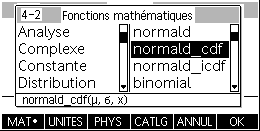 4-2 Fonctions mathématiques
Analyse normald
Complexe normald_cdf
Constante normald_icdf
Distribution binomial
normald_cdf(μ, σ, x)
MAT• UNITES PHYS CATLG ANNUL OK